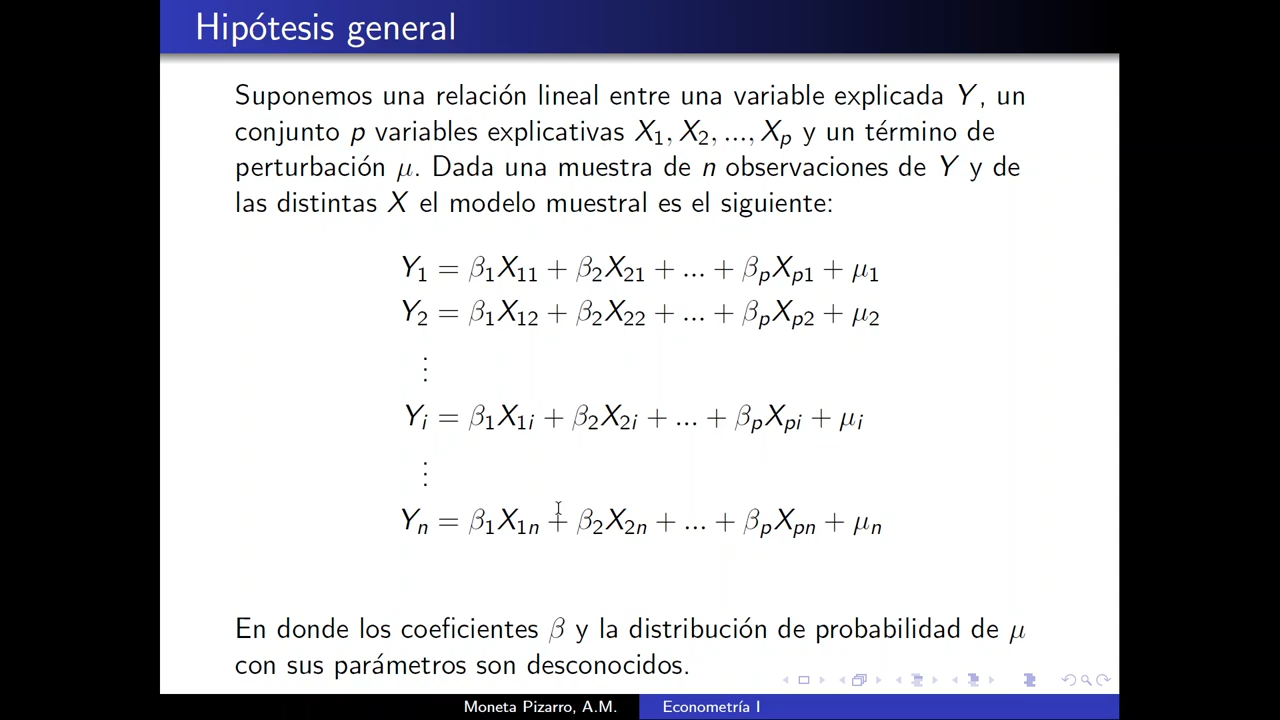 Hipótesis general
Suponemos una relación lineal entre una variable explicada Y, un
conjunto p variables explicativas X₁, X₂, ..., Xₚ y un término de
perturbación μ. Dada una muestra de n observaciones de Y y de
las distintas X el modelo muestral es el siguiente:
Y₁ = β₁X₁₁ + β₂X₂₁ + ... + βₚXₚ₁ + μ₁
Y₂ = β₁X₁₂ + β₂X₂₂ + ... + βₚXₚ₂ + μ₂
⋮
Yᵢ = β₁X₁ᵢ + β₂X₂ᵢ + ... + βₚXₚᵢ + μᵢ
⋮
Yₙ = β₁X₁ₙ + β₂X₂ₙ + ... + βₚXₚₙ + μₙ
En donde los coeficientes β y la distribución de probabilidad de μ
con sus parámetros son desconocidos.
Moneta Pizarro, A.M. Econometría I